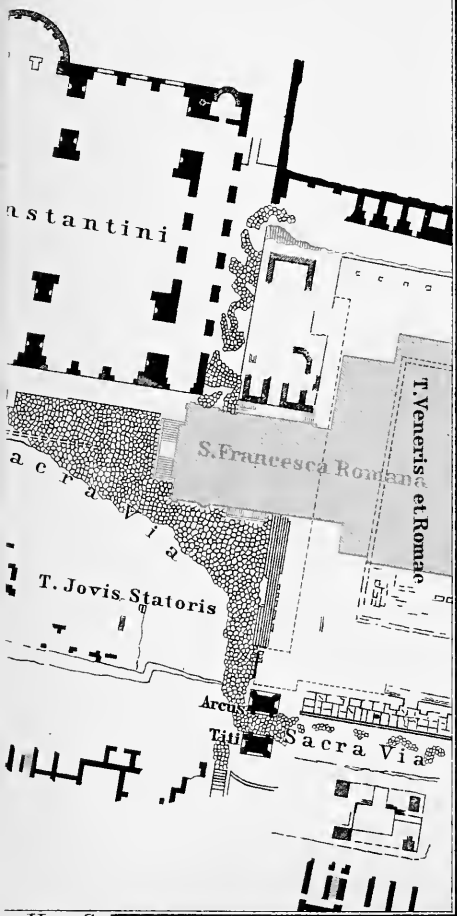 nstantini
S. Francesca Romana
T. Veneris et Romae
acra Via
T. Jovis Statoris
Arcus
Titi
Sacra Via